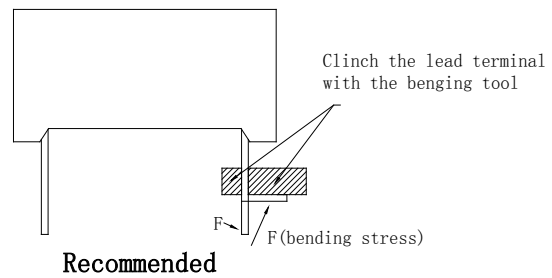 Clinch the lead terminal
with the benging tool
F
F(bending stress)
Recommended